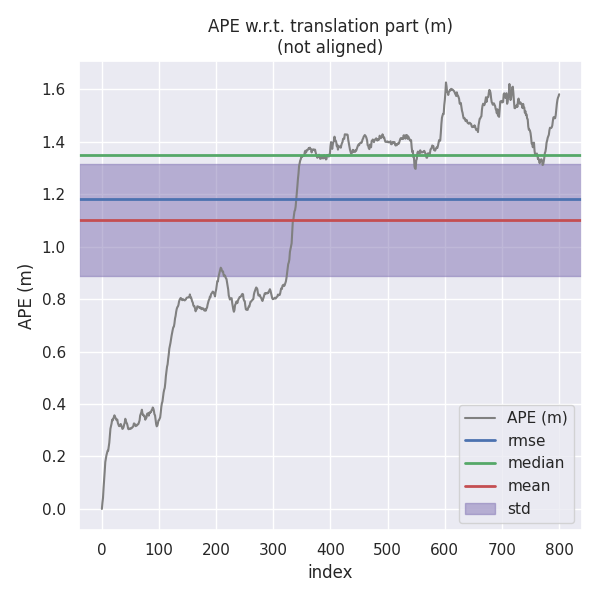 APE w.r.t. translation part (m)
(not aligned)
APE (m)
1.6
1.4
1.2
1.0
0.8
0.6
0.4
0.2
0.0
0 100 200 300 400 500 600 700 800
index
APE (m)
rmse
median
mean
std